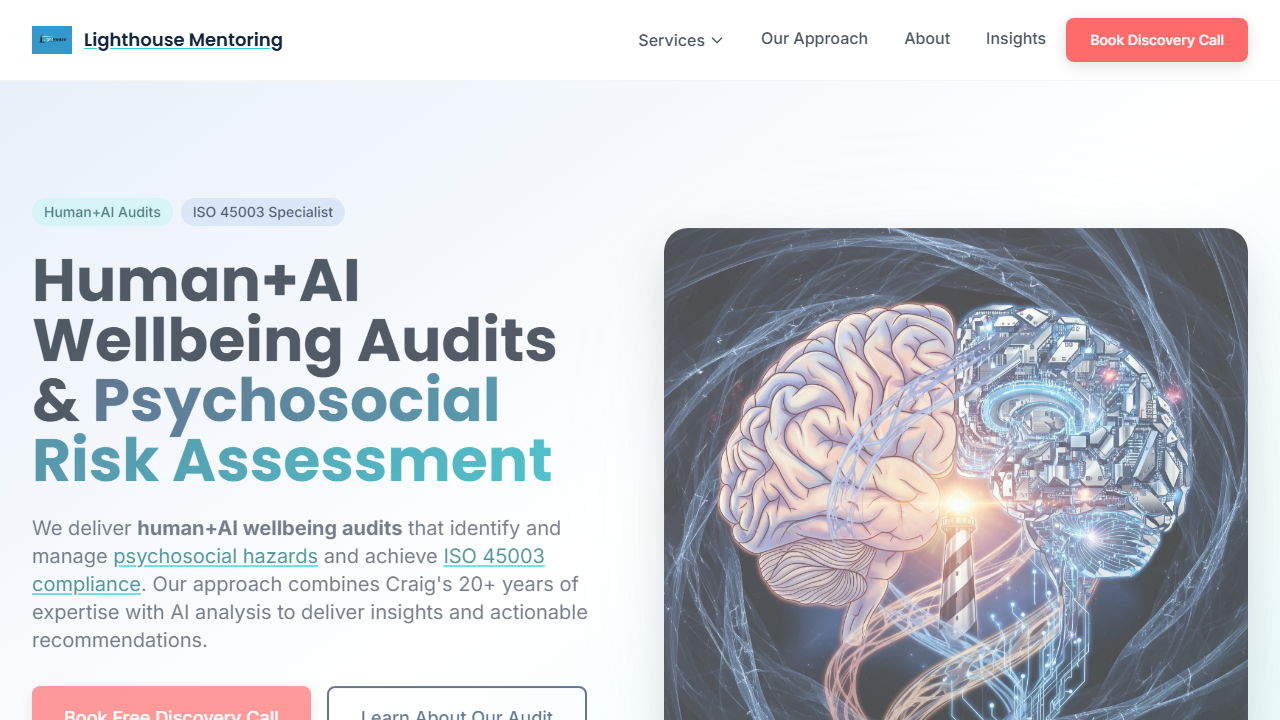 Lighthouse Mentoring
Services
Our Approach
About
Insights
Book Discovery Call
Human+AI Audits
ISO 45003 Specialist
Human+AI
Wellbeing Audits
& Psychosocial
Risk Assessment
We deliver human+AI wellbeing audits that identify and
manage psychosocial hazards and achieve ISO 45003
compliance. Our approach combines Craig's 20+ years of
expertise with AI analysis to deliver insights and actionable
recommendations.
Book Free Discovery Call
Learn About Our Audit